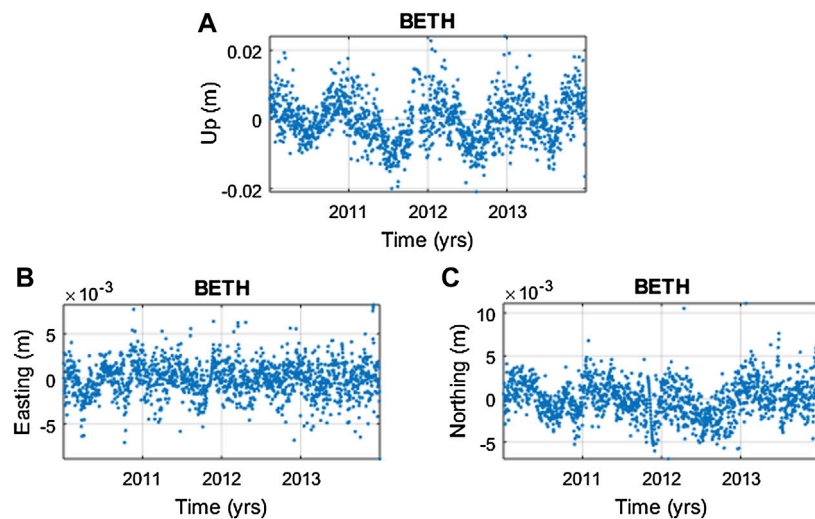 A
BETH
0.02
0
-0.02
Up (m)
2011 2012 2013
Time (yrs)
B
BETH
× 10⁻³
5
0
-5
Easting (m)
2011 2012 2013
Time (yrs)
C
BETH
× 10⁻³
10
5
0
-5
Northing (m)
2011 2012 2013
Time (yrs)